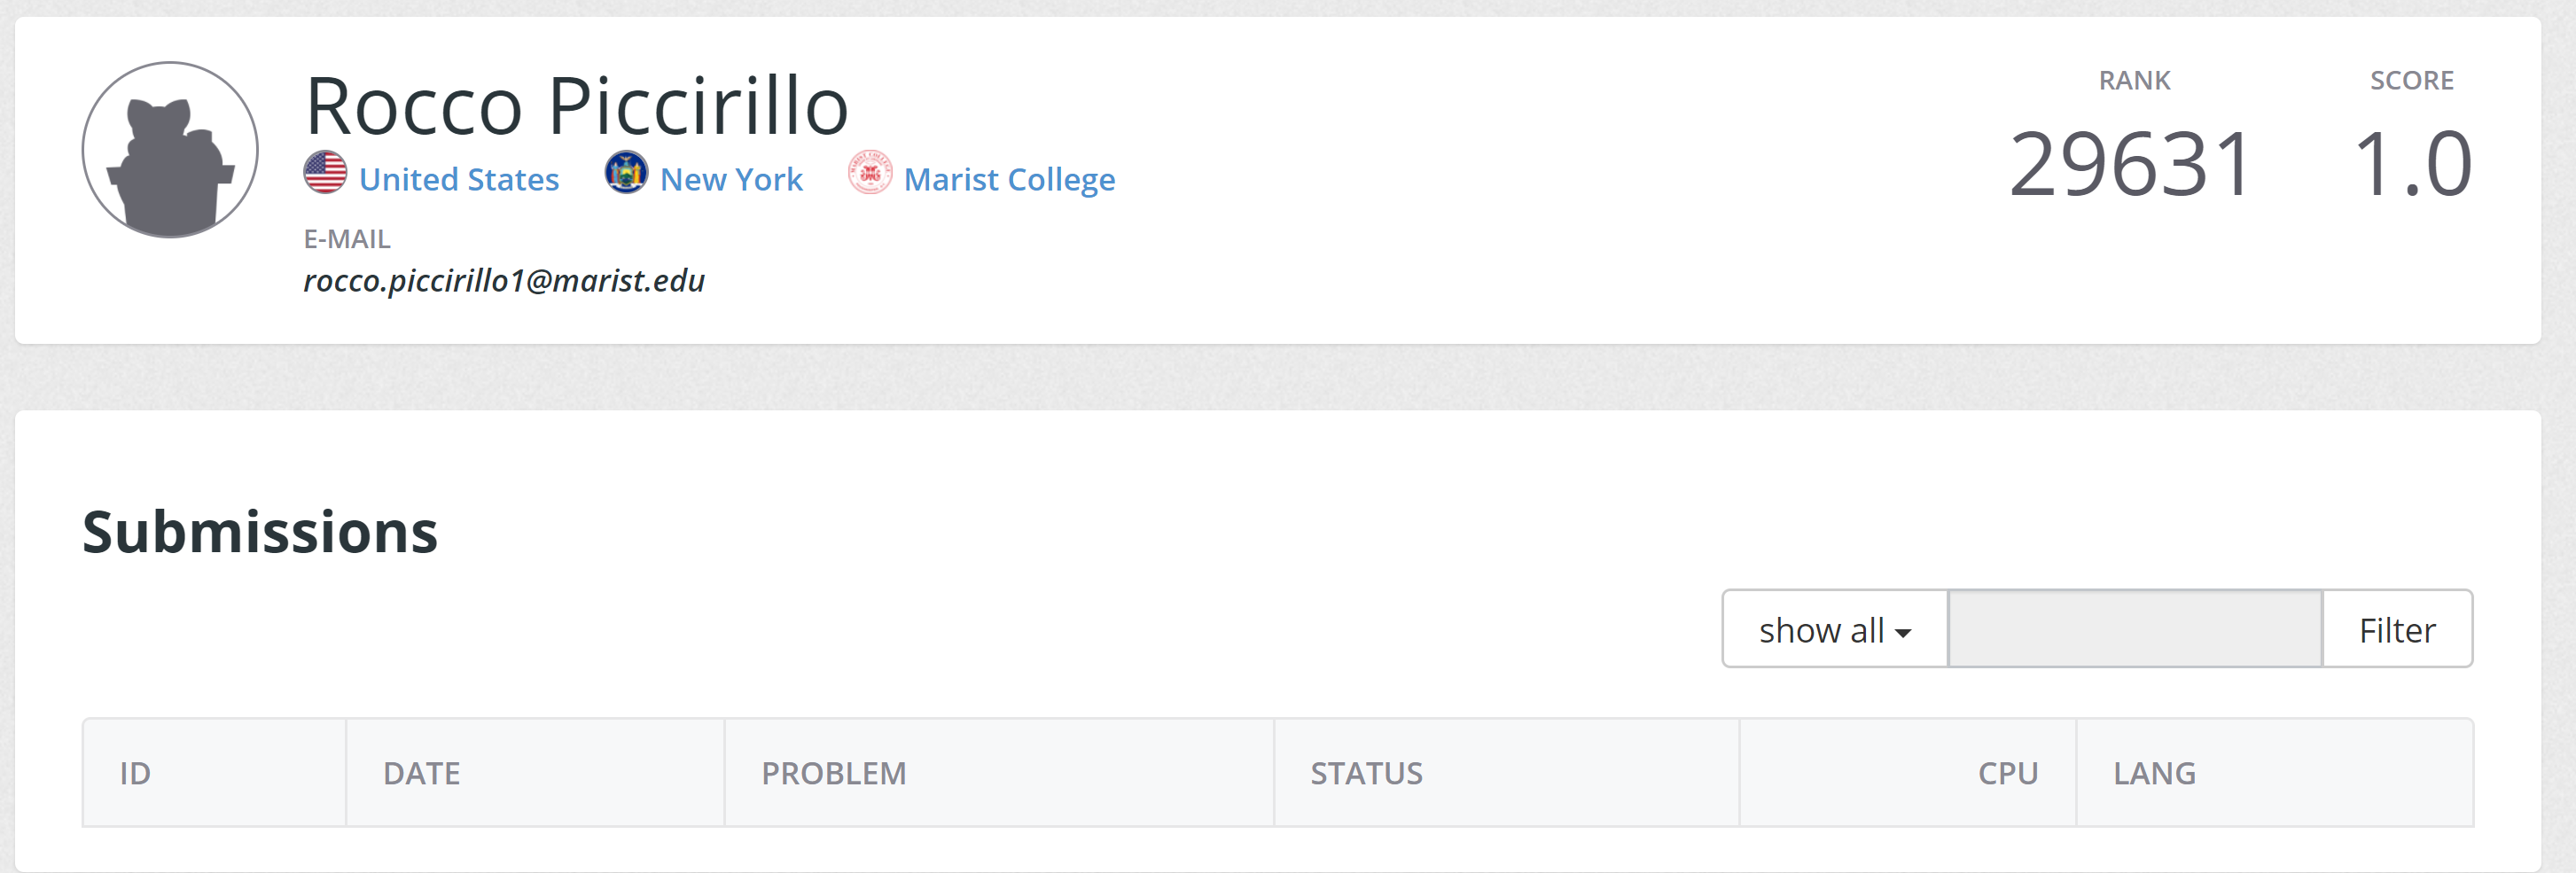 Rocco Piccirillo
RANK
29631
SCORE
1.0
United States New York Marist College
E-MAIL
rocco.piccirillo1@marist.edu
Submissions
show all Filter
ID DATE PROBLEM STATUS CPU LANG